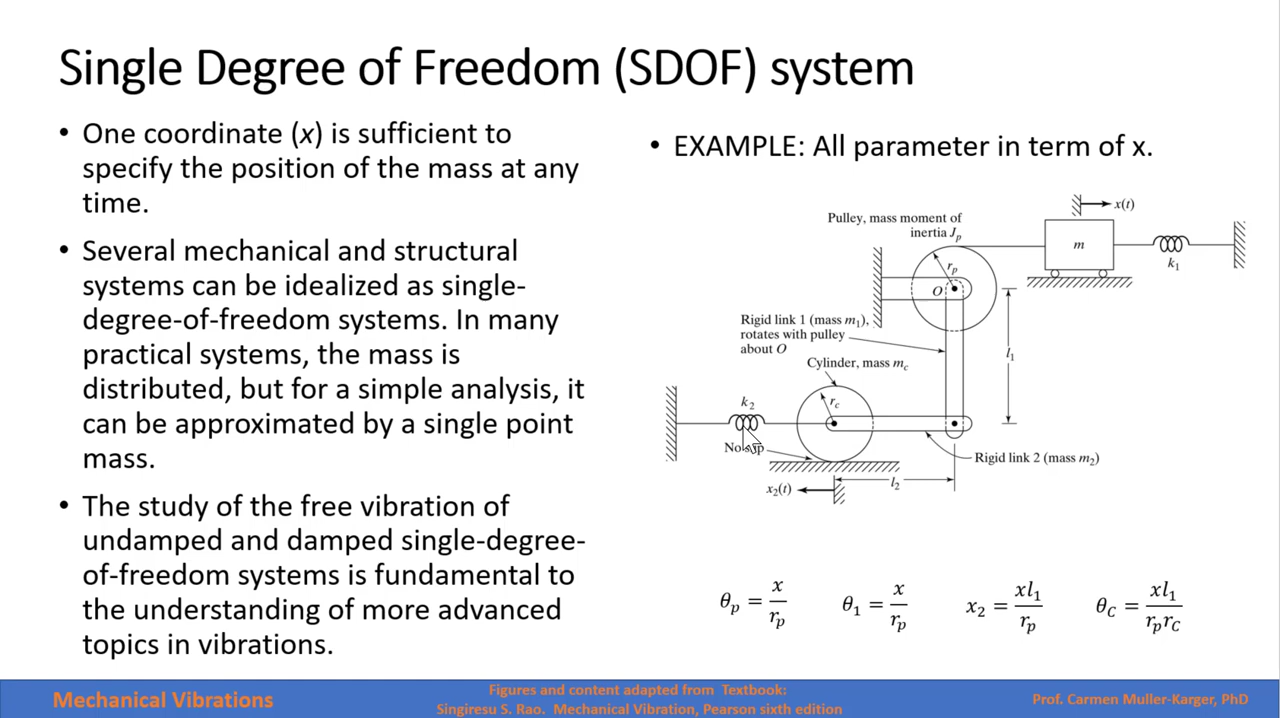 Single Degree of Freedom (SDOF) system
• One coordinate (x) is sufficient to
specify the position of the mass at any
time.
• Several mechanical and structural
systems can be idealized as single-
degree-of-freedom systems. In many
practical systems, the mass is
distributed, but for a simple analysis, it
can be approximated by a single point
mass.
• The study of the free vibration of
undamped and damped single-degree-
of-freedom systems is fundamental to
the understanding of more advanced
topics in vibrations.
• EXAMPLE: All parameter in term of x.
x(t)
Pulley, mass moment of
inertia Jₚ
m
k₁
rₚ
O
Rigid link 1 (mass m₁),
rotates with pulley
about O
l₁
Cylinder, mass m_c
k₂
r_c
No
Rigid link 2 (mass m₂)
x₂(t)
l₂
θₚ = x/rₚ θ₁ = x/rₚ x₂ = xl₁/rₚ θ_C = xl₁/(rₚr_C)
Mechanical Vibrations
Figures and content adapted from Textbook:
Singiresu S. Rao. Mechanical Vibration, Pearson sixth edition
Prof. Carmen Muller-Karger, PhD